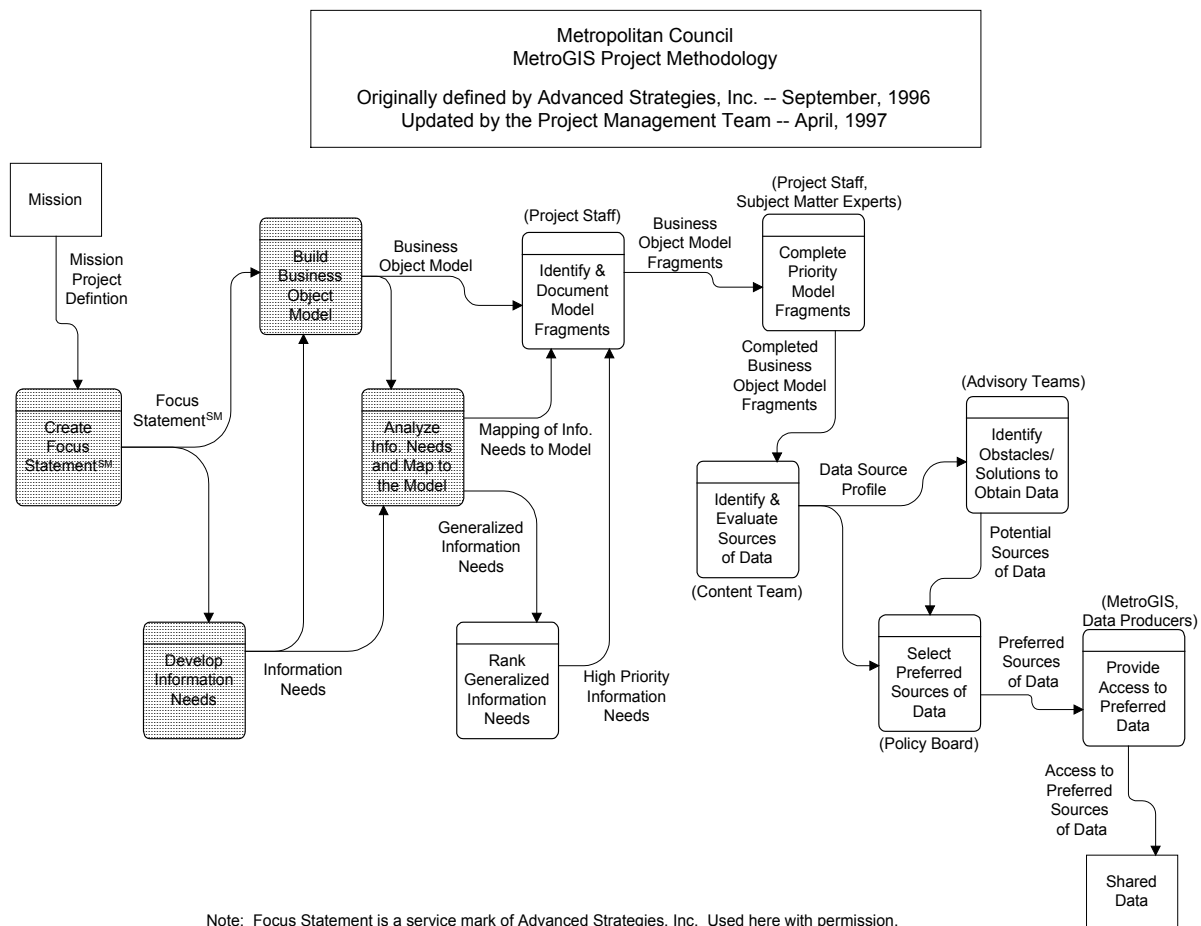 Metropolitan Council
MetroGIS Project Methodology
Originally defined by Advanced Strategies, Inc. -- September, 1996
Updated by the Project Management Team -- April, 1997
Mission
Mission
Project
Defintion
Create
Focus
Statement℠
Focus
Statement℠
Build
Business
Object
Model
Business
Object Model
Develop
Information
Needs
Information
Needs
Analyze
Info. Needs
and Map to
the Model
Mapping of Info.
Needs to Model
Generalized
Information
Needs
Rank
Generalized
Information
Needs
High Priority
Information
Needs
(Project Staff)
Identify &
Document
Model
Fragments
Business
Object Model
Fragments
(Project Staff,
Subject Matter Experts)
Complete
Priority
Model
Fragments
Completed
Business
Object Model
Fragments
Identify &
Evaluate
Sources
of Data
(Content Team)
Data Source
Profile
(Advisory Teams)
Identify
Obstacles/
Solutions to
Obtain Data
Potential
Sources
of Data
Select
Preferred
Sources of
Data
(Policy Board)
Preferred
Sources
of Data
(MetroGIS,
Data Producers)
Provide
Access to
Preferred
Data
Access to
Preferred
Sources
of Data
Shared
Data
Note: Focus Statement is a service mark of Advanced Strategies, Inc. Used here with permission.